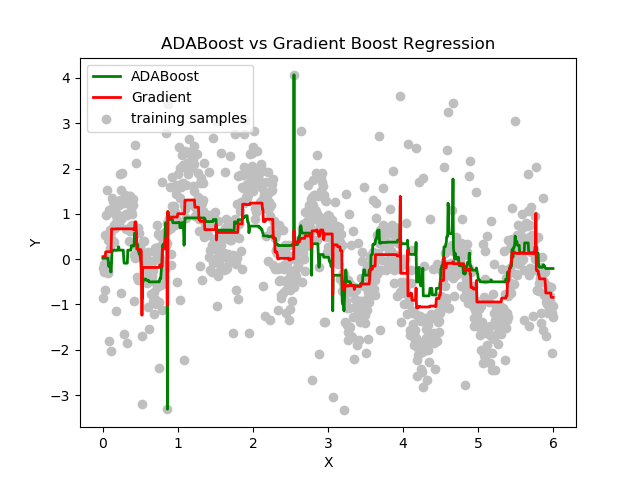 ADABoost vs Gradient Boost Regression
ADABoost
Gradient
training samples
Y
4
3
2
1
0
−1
−2
−3
0 1 2 3 4 5 6
X